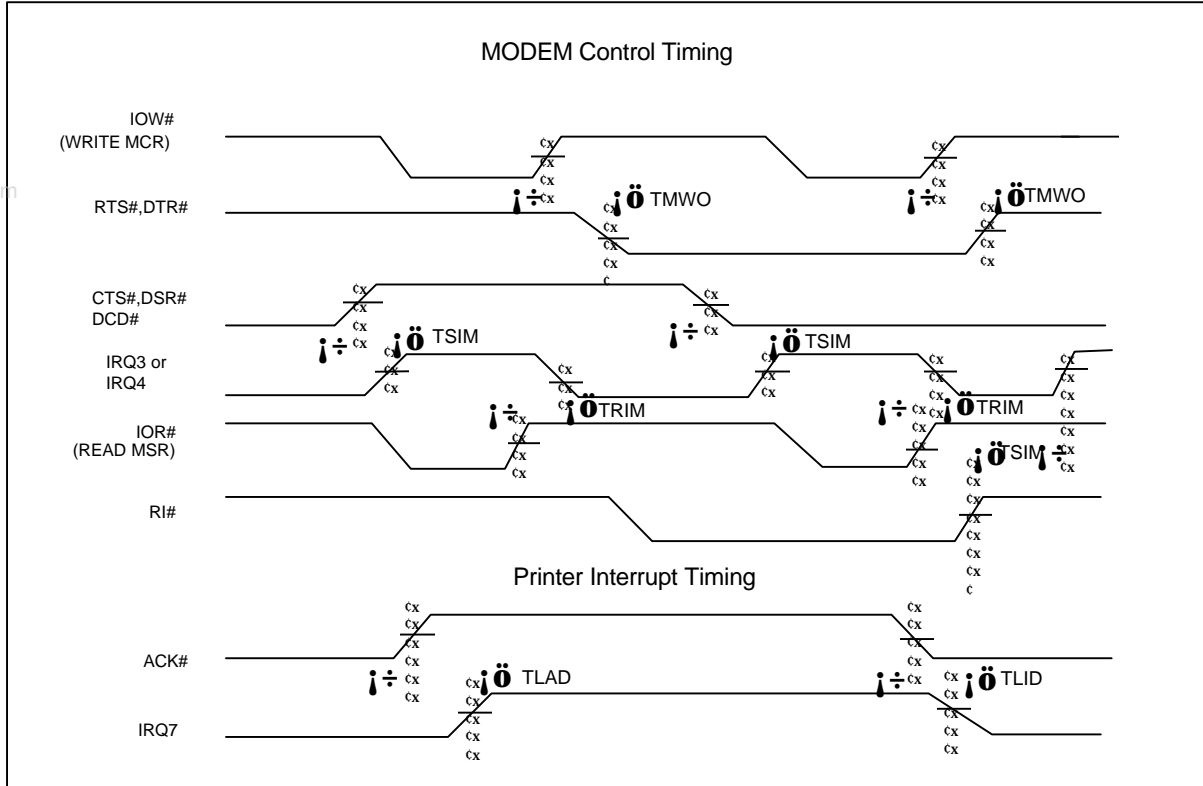 MODEM Control Timing
IOW#
(WRITE MCR)
m
RTS#,DTR#
TMWO
TMWO
CTS#,DSR#
DCD#
TSIM
TSIM
IRQ3 or
IRQ4
TRIM
TRIM
IOR#
(READ MSR)
TSIM
RI#
Printer Interrupt Timing
ACK#
TLAD
TLID
IRQ7